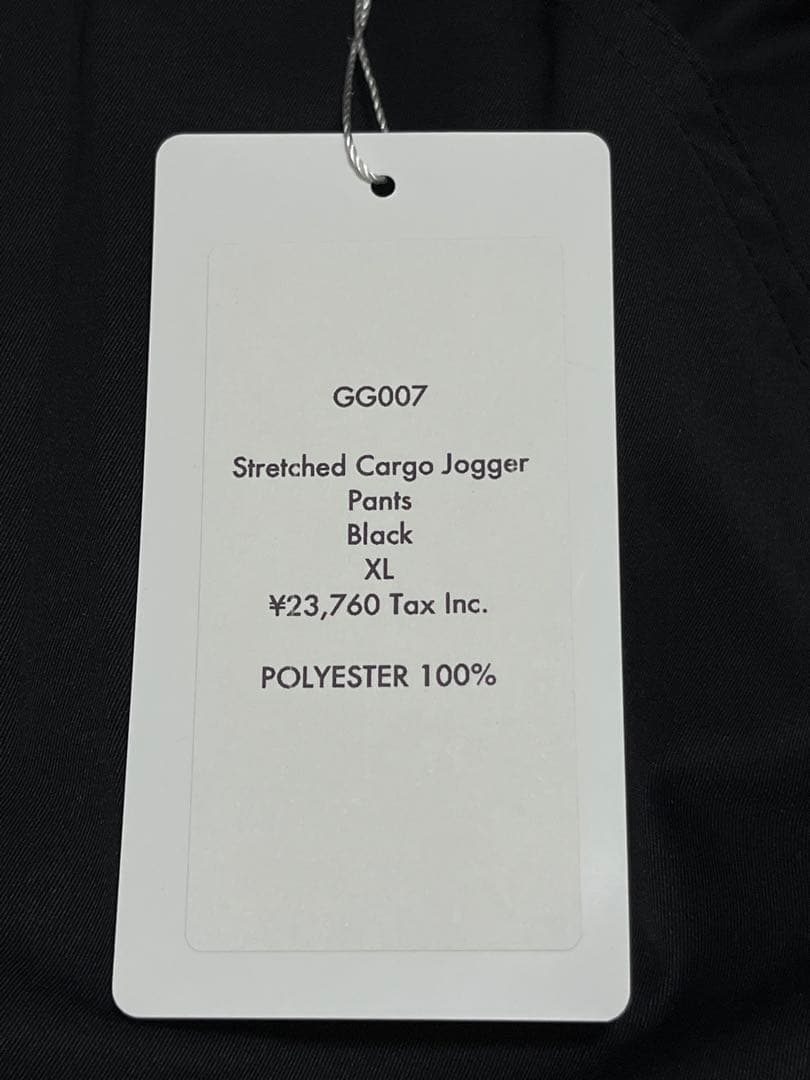 GG007
Stretched Cargo Jogger
Pants
Black
XL
¥23,760 Tax Inc.
POLYESTER 100%